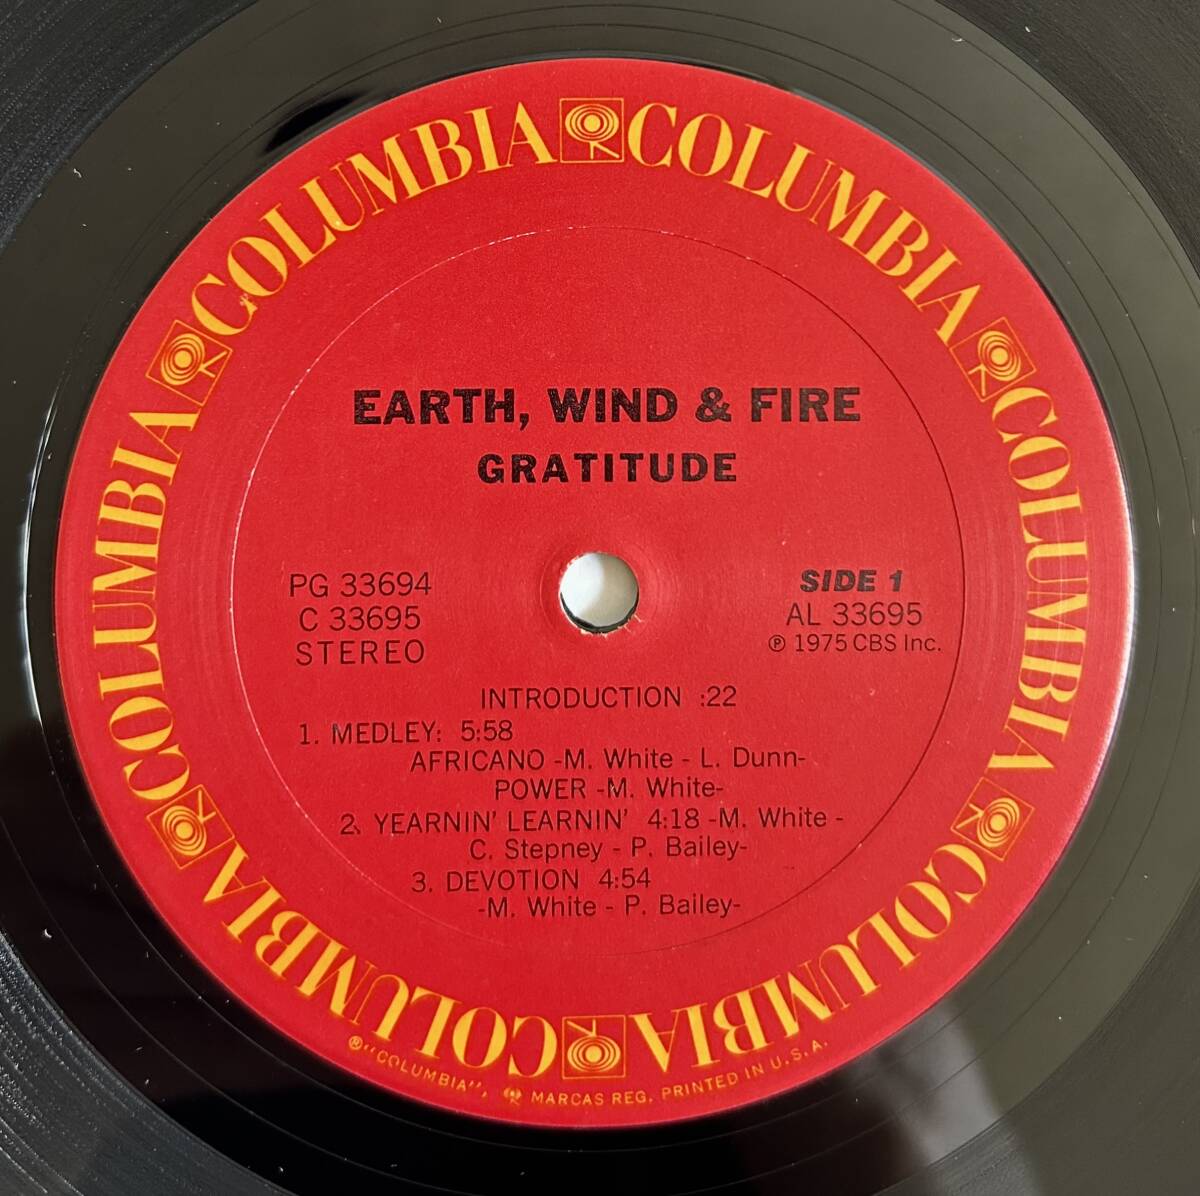 COLUMBIA COLUMBIA COLUMBIA COLUMBIA COLUMBIA COLUMBIA
EARTH, WIND & FIRE
GRATITUDE
PG 33694
C 33695
STEREO
SIDE 1
AL 33695
℗ 1975 CBS Inc.
INTRODUCTION :22
1. MEDLEY: 5:58
AFRICANO -M. White - L. Dunn-
POWER -M. White-
2. YEARNIN' LEARNIN' 4:18 -M. White -
C. Stepney - P. Bailey-
3. DEVOTION 4:54
-M. White - P. Bailey-
®"COLUMBIA", MARCAS REG. PRINTED IN U.S.A.